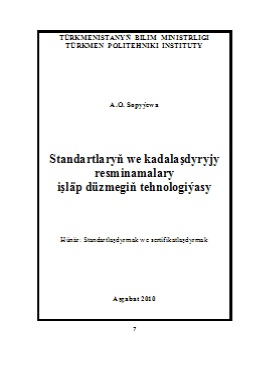 TÜRKMENISTANYŇ BILIM MINISTRLIGI
TÜRKMEN POLITEHNIKI INSTITUTY
A.O. Sopyýewa
Standartlaryň we kadalaşdyryjy
resminamalary
işläp düzmegiň tehnologiýasy
Hünär: Standartlaşdyrmak we sertifikatlaşdyrmak
Aşgabat 2010
7